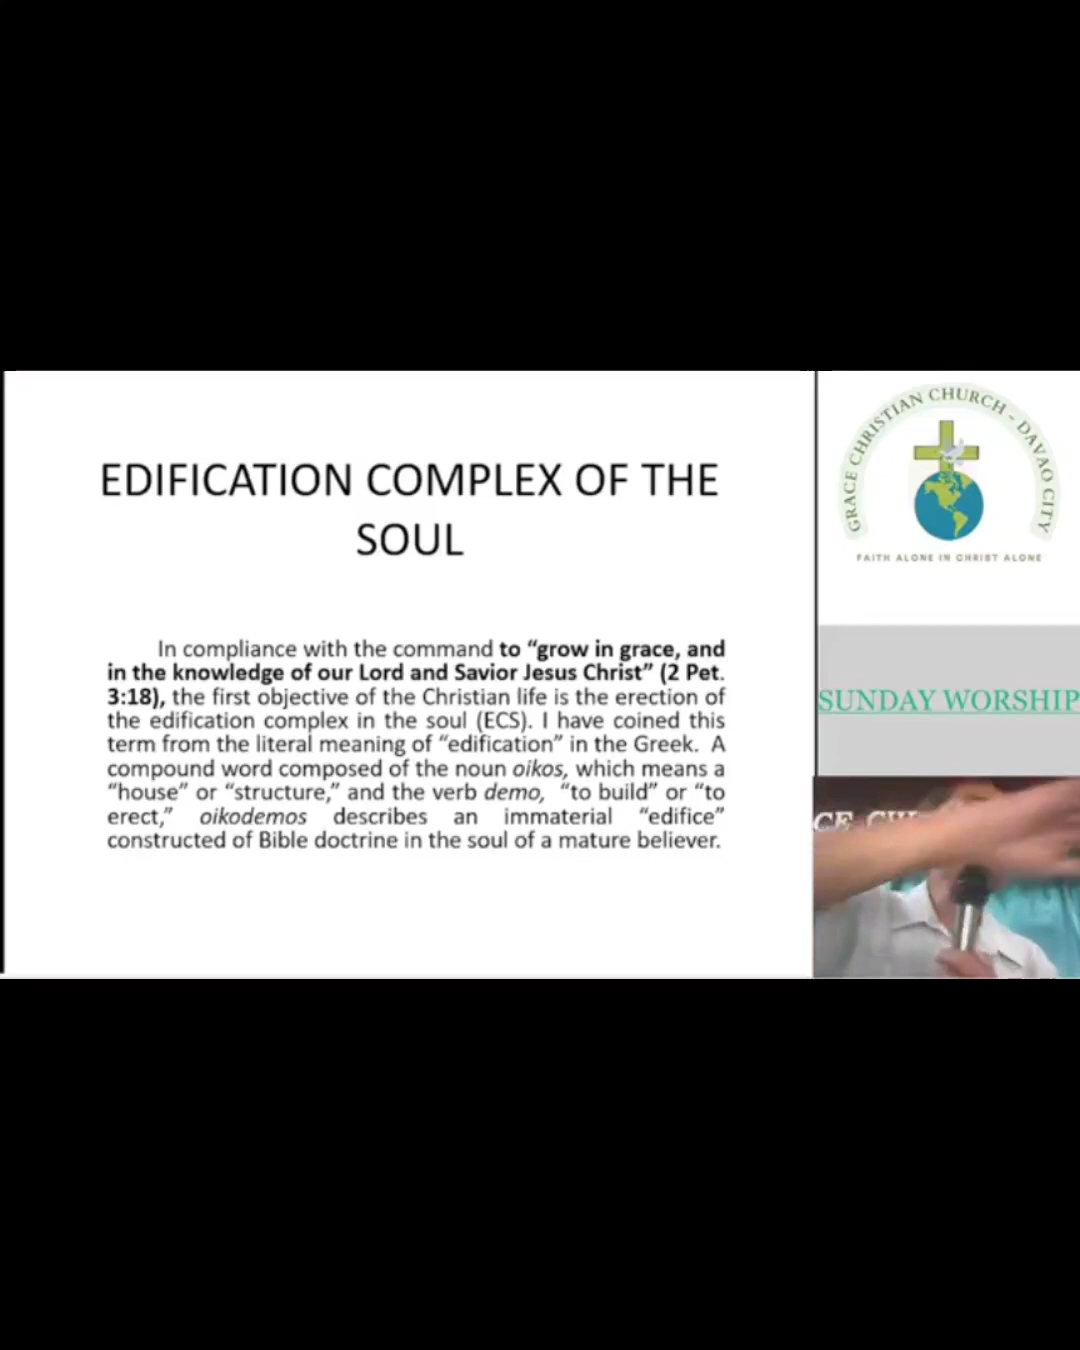 EDIFICATION COMPLEX OF THE
SOUL
In compliance with the command to “grow in grace, and
in the knowledge of our Lord and Savior Jesus Christ” (2 Pet.
3:18), the first objective of the Christian life is the erection of
the edification complex in the soul (ECS). I have coined this
term from the literal meaning of “edification” in the Greek. A
compound word composed of the noun oikos, which means a
“house” or “structure,” and the verb demo, “to build” or “to
erect,” oikodemos describes an immaterial “edifice”
constructed of Bible doctrine in the soul of a mature believer.
GRACE CHRISTIAN CHURCH - DAVAO CITY
FAITH ALONE IN CHRIST ALONE
SUNDAY WORSHIP